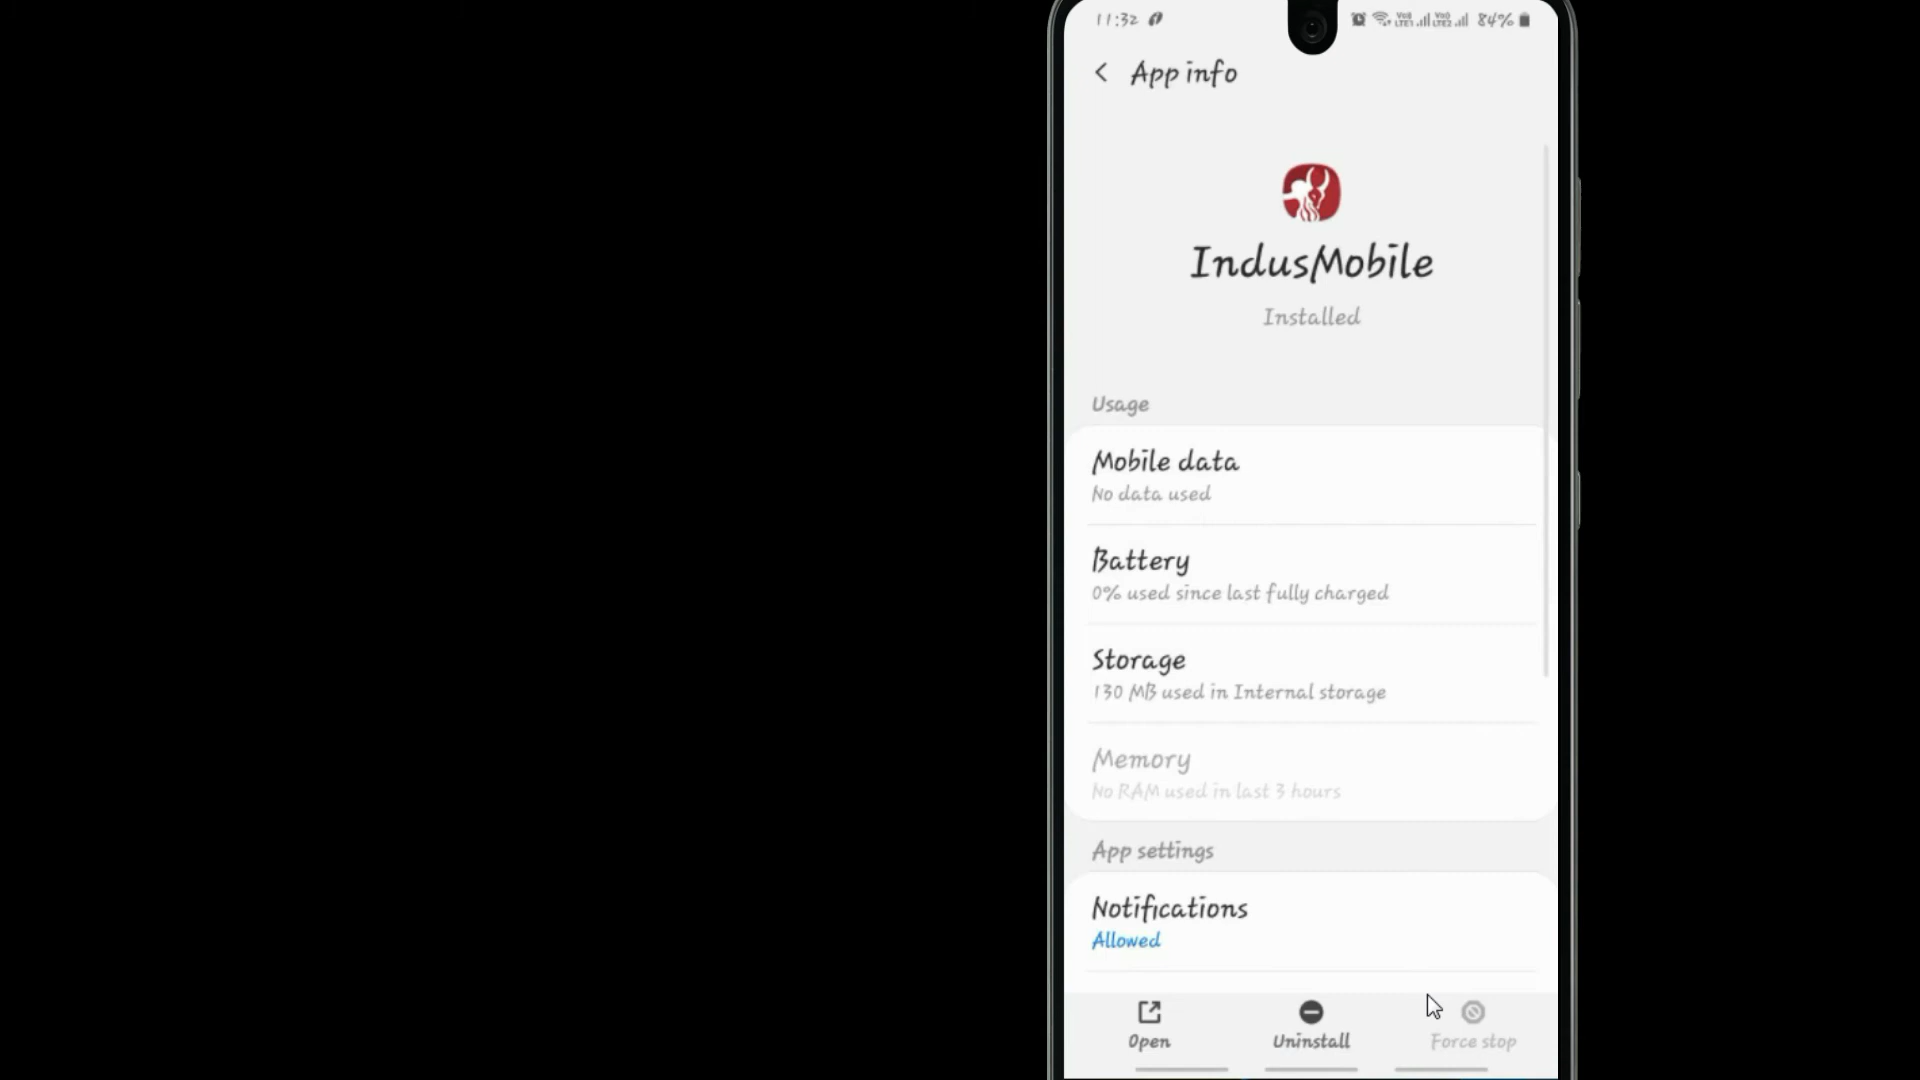 11:32
84%
App info
IndusMobile
Installed
Usage
Mobile data
No data used
Battery
0% used since last fully charged
Storage
130 MB used in Internal storage
Memory
No RAM used in last 3 hours
App settings
Notifications
Allowed
Open
Uninstall
Force stop